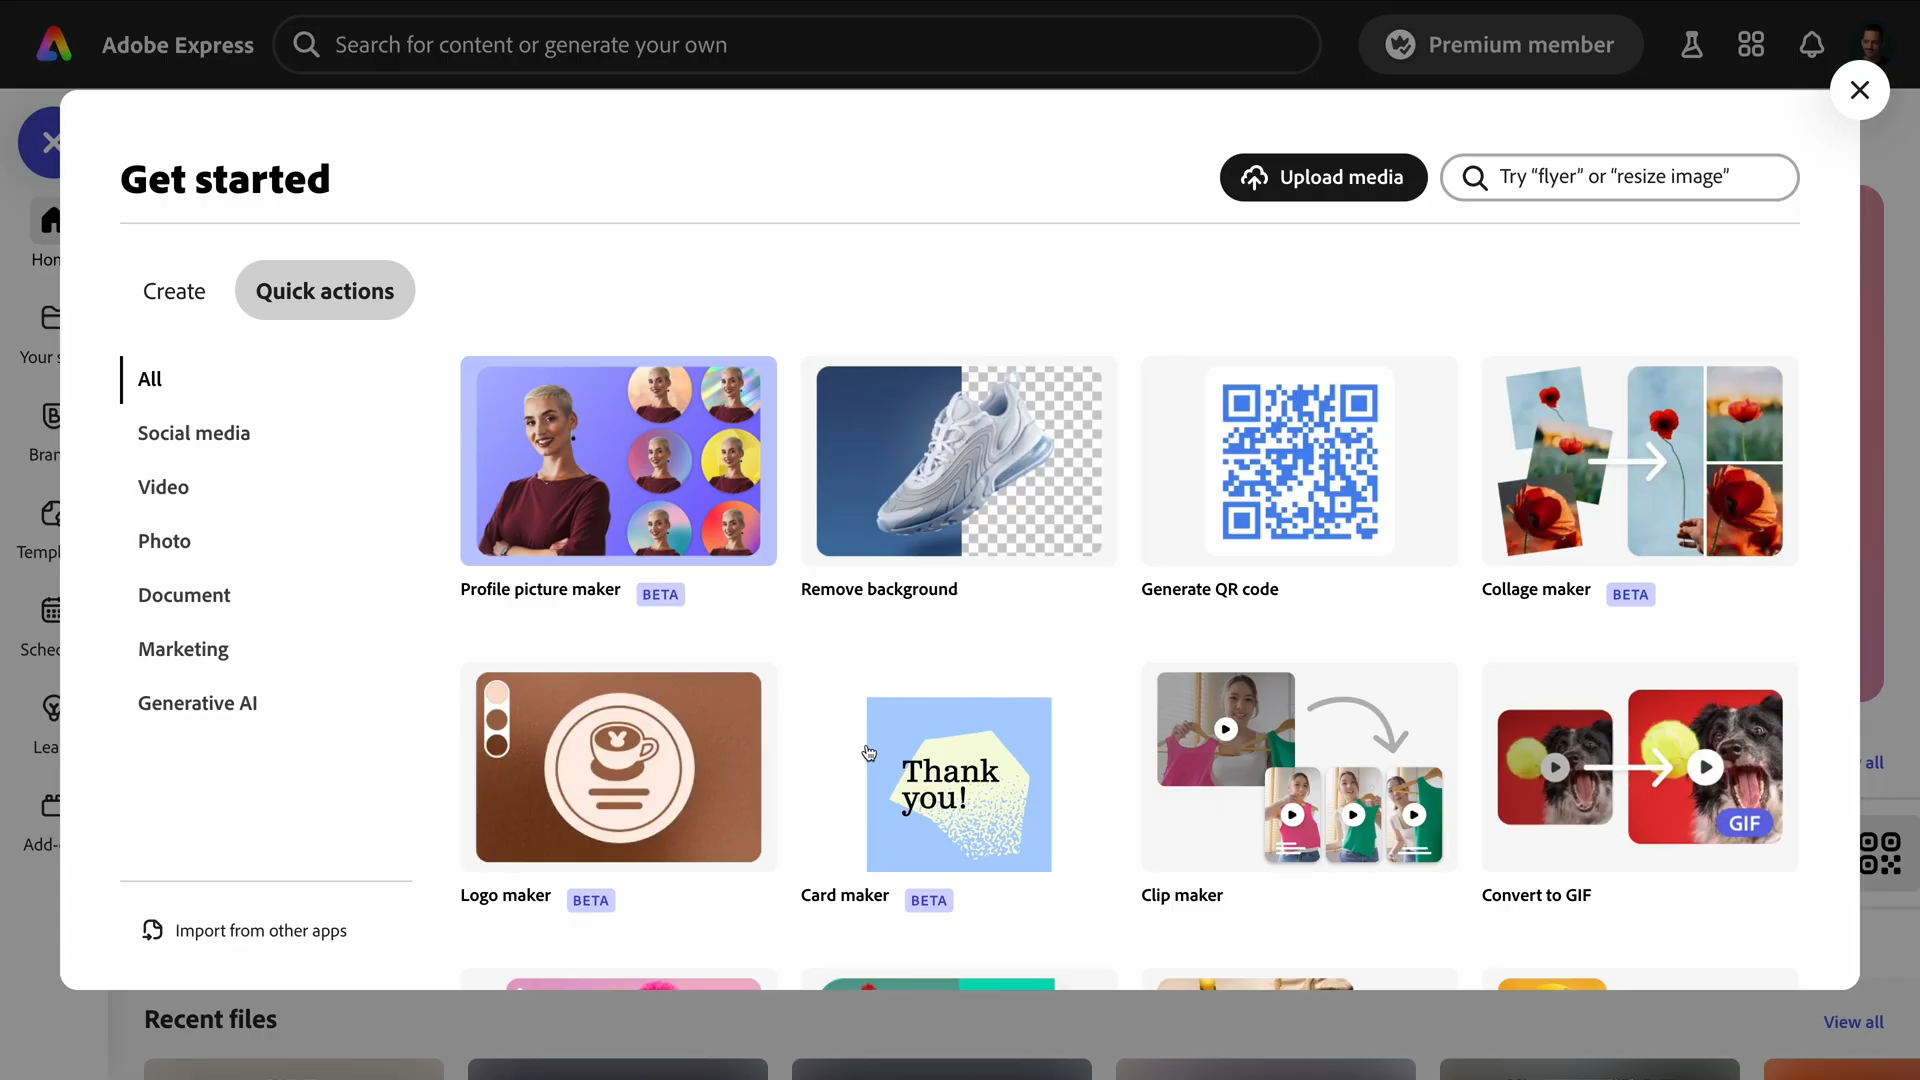 Adobe Express
Search for content or generate your own
Premium member
Get started
Upload media
Try “flyer” or “resize image”
Create
Quick actions
All
Social media
Video
Photo
Document
Marketing
Generative AI
Import from other apps
Profile picture maker BETA
Remove background
Generate QR code
Collage maker BETA
Thank
you!
GIF
Logo maker BETA
Card maker BETA
Clip maker
Convert to GIF
Your
all
Recent files
View all